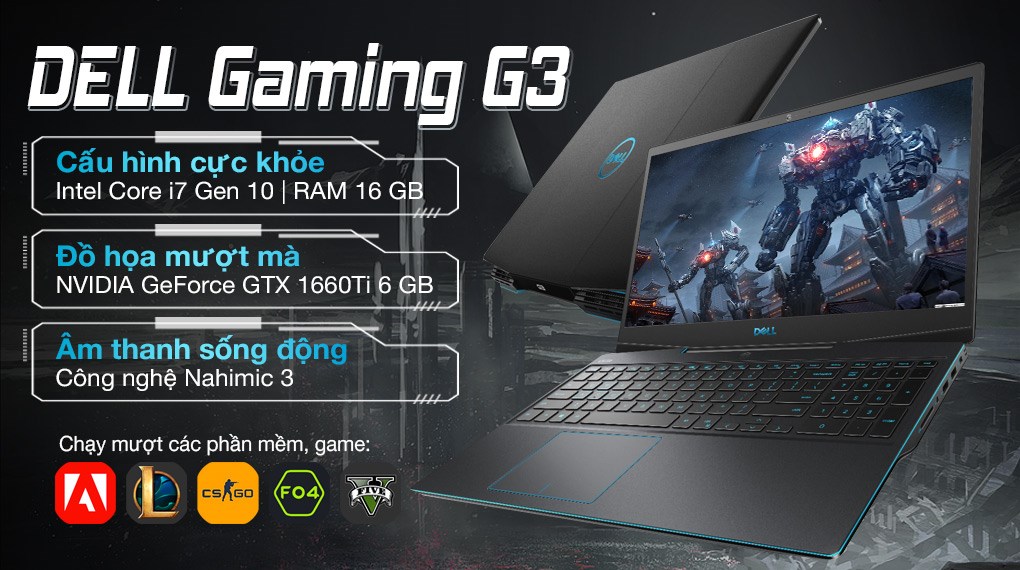 DELL Gaming G3
Cấu hình cực khỏe
Intel Core i7 Gen 10 | RAM 16 GB
Đồ họa mượt mà
NVIDIA GeForce GTX 1660Ti 6 GB
Âm thanh sống động
Công nghệ Nahimic 3
Chạy mượt các phần mềm, game:
CS GO
FO4
V
FIVE
DELL
DELL